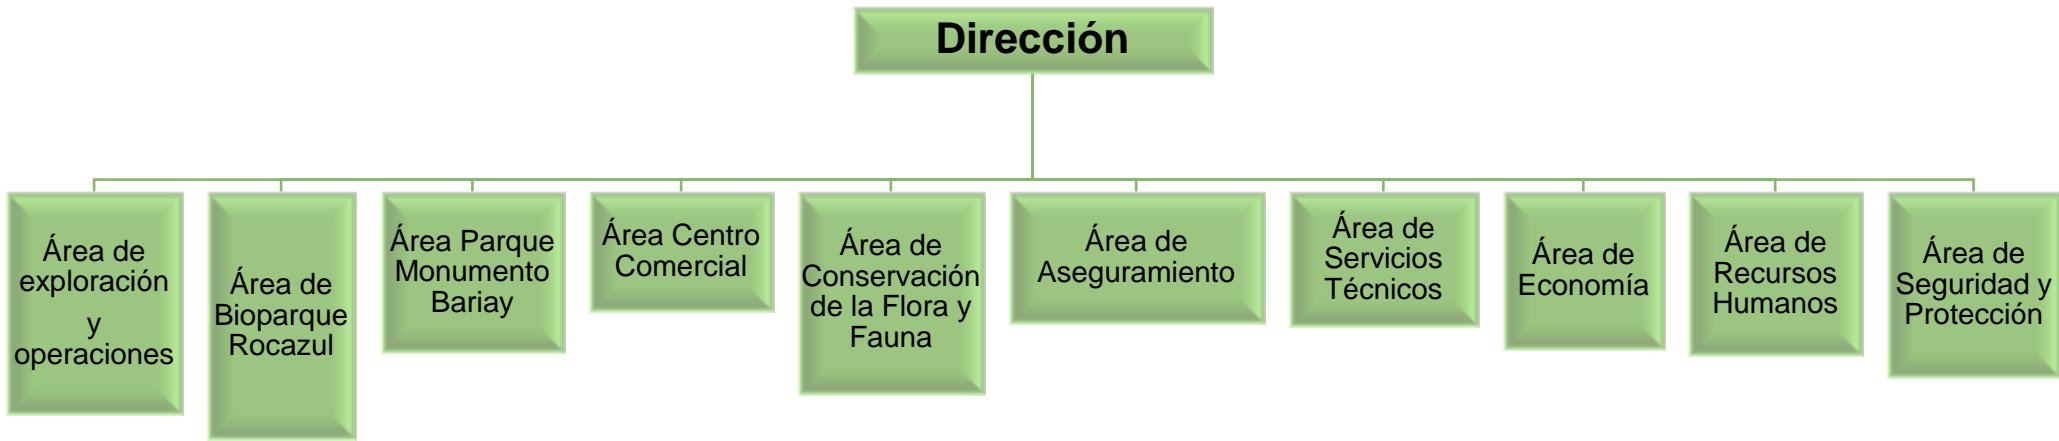 Dirección
Área de
exploración
y
operaciones
Área de
Bioparque
Rocazul
Área Parque
Monumento
Bariay
Área Centro
Comercial
Área de
Conservación
de la Flora y
Fauna
Área de
Aseguramiento
Área de
Servicios
Técnicos
Área de
Economía
Área de
Recursos
Humanos
Área de
Seguridad y
Protección